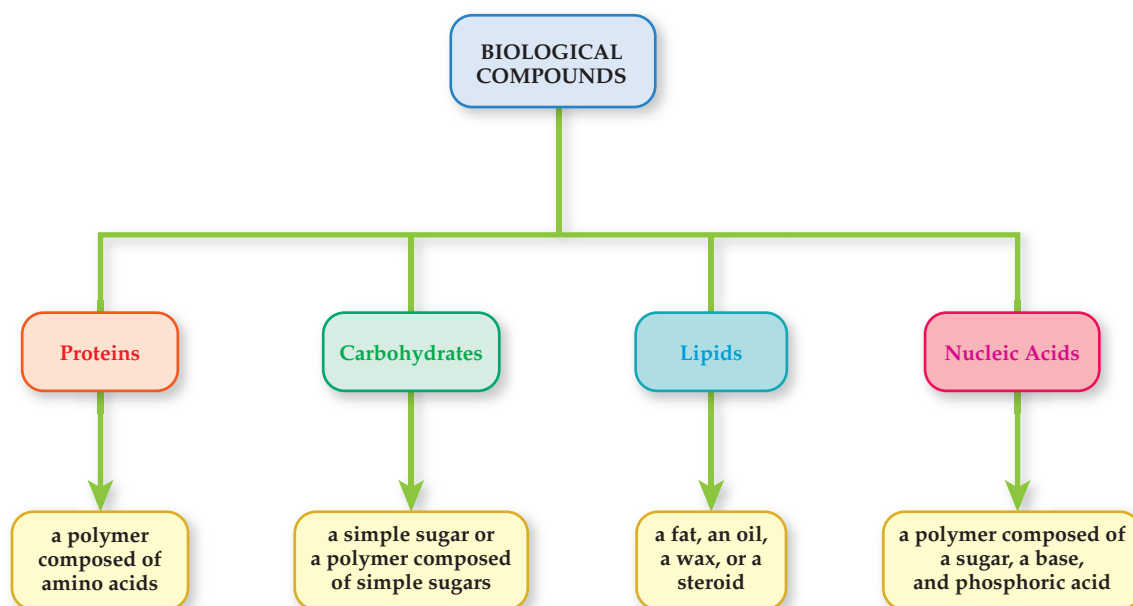 BIOLOGICAL
COMPOUNDS
Proteins
Carbohydrates
Lipids
Nucleic Acids
a polymer
composed of
amino acids
a simple sugar or
a polymer composed
of simple sugars
a fat, an oil,
a wax, or a
steroid
a polymer composed of
a sugar, a base,
and phosphoric acid